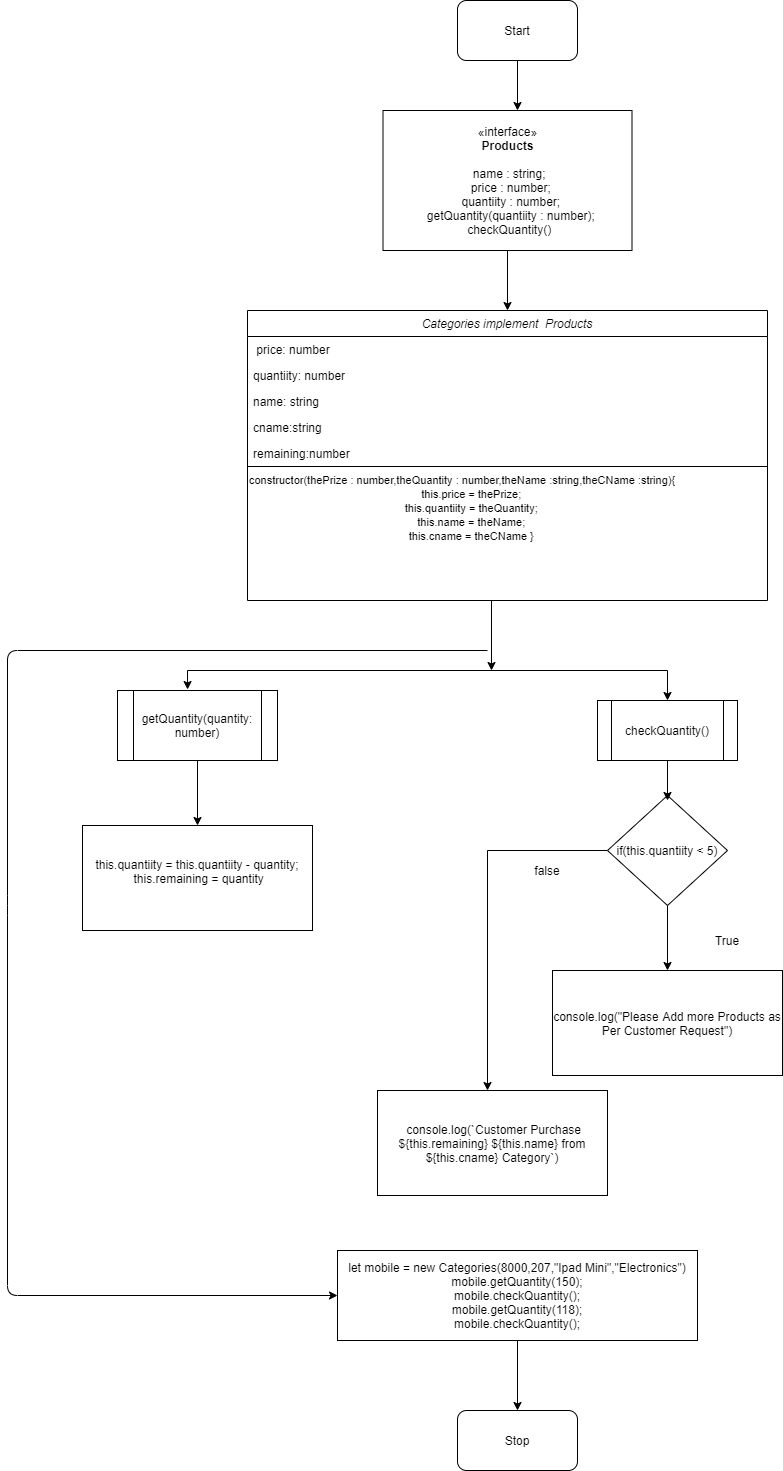 Start
«interface»
Products
name : string;
price : number;
quantiity : number;
getQuantity(quantiity : number);
checkQuantity()
Categories implement  Products
price: number
quantiity: number
name: string
cname:string
remaining:number
constructor(thePrize : number,theQuantity : number,theName :string,theCName :string){
this.price = thePrize;
this.quantiity = theQuantity;
this.name = theName;
this.cname = theCName }
getQuantity(quantity:
number)
checkQuantity()
this.quantiity = this.quantiity - quantity;
this.remaining = quantity
if(this.quantiity < 5)
false
True
console.log("Please Add more Products as
Per Customer Request")
console.log(`Customer Purchase
${this.remaining} ${this.name} from
${this.cname} Category`)
let mobile = new Categories(8000,207,"Ipad Mini","Electronics")
mobile.getQuantity(150);
mobile.checkQuantity();
mobile.getQuantity(118);
mobile.checkQuantity();
Stop